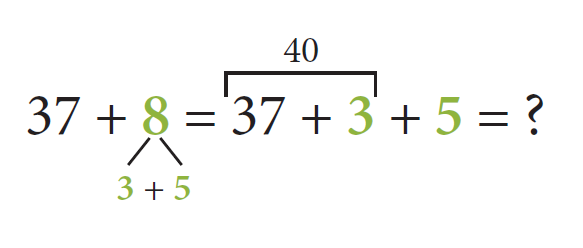 40
37 + 8 = 37 + 3 + 5 = ?
3 + 5